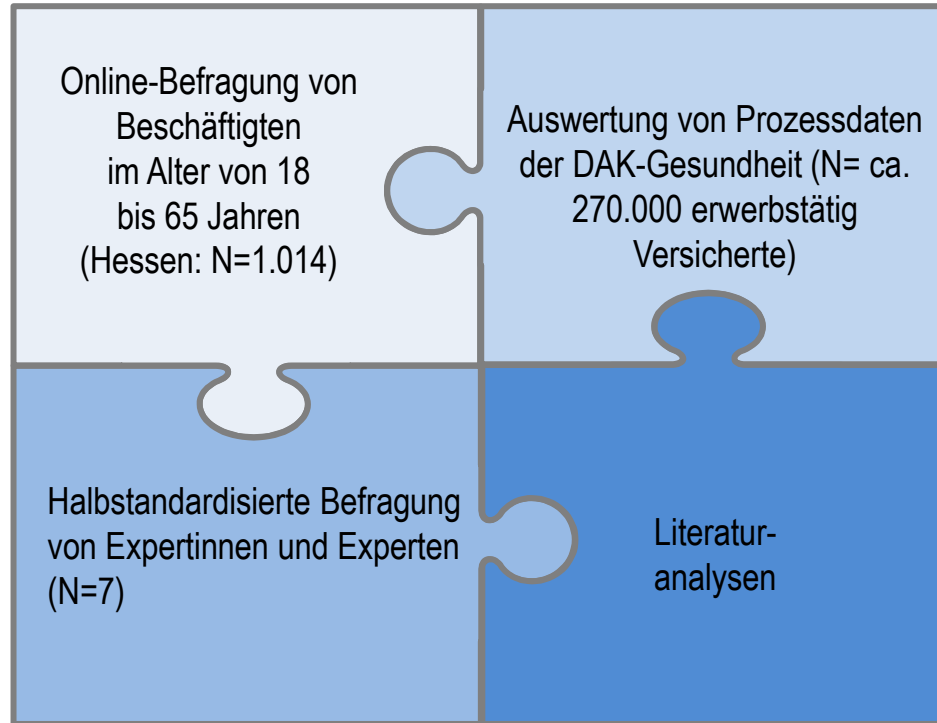 Online-Befragung von
Beschäftigten
im Alter von 18
bis 65 Jahren
(Hessen: N=1.014)
Auswertung von Prozessdaten
der DAK-Gesundheit (N= ca.
270.000 erwerbstätig
Versicherte)
Halbstandardisierte Befragung
von Expertinnen und Experten
(N=7)
Literatur-
analysen